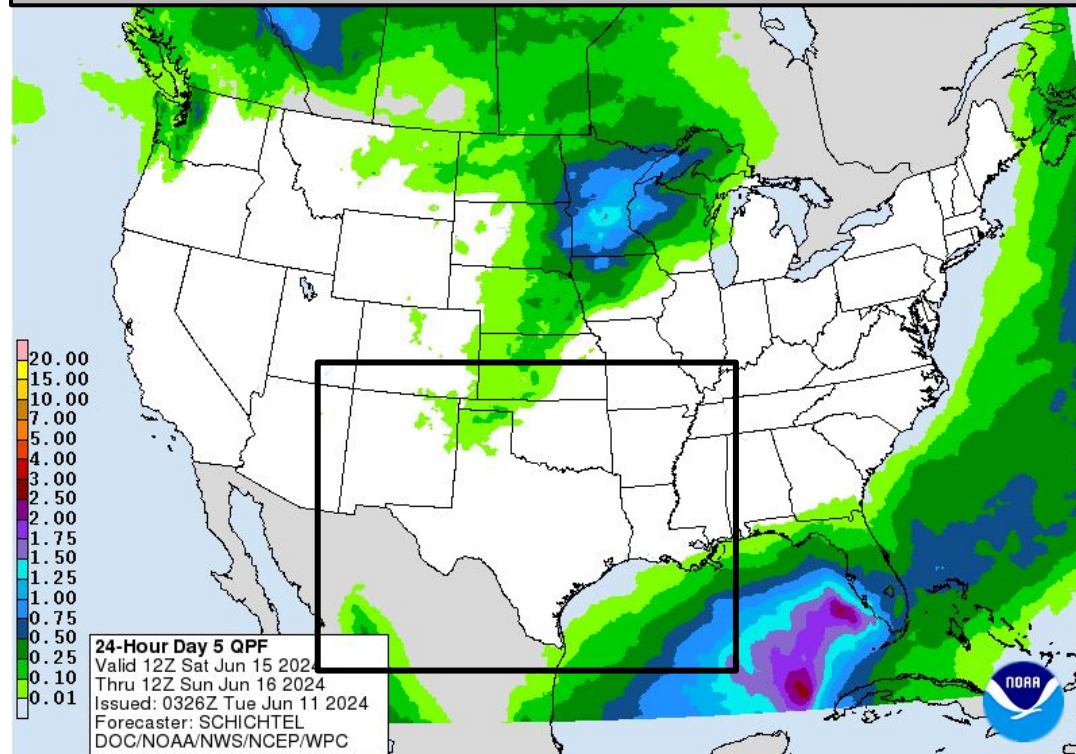 20.00
15.00
10.00
7.00
5.00
4.00
3.00
2.50
2.00
1.75
1.50
1.25
1.00
0.75
0.50
0.25
0.10
0.01
24-Hour Day 5 QPF
Valid 12Z Sat Jun 15 2024
Thru 12Z Sun Jun 16 2024
Issued: 0326Z Tue Jun 11 2024
Forecaster: SCHICHTEL
DOC/NOAA/NWS/NCEP/WPC
NOAA